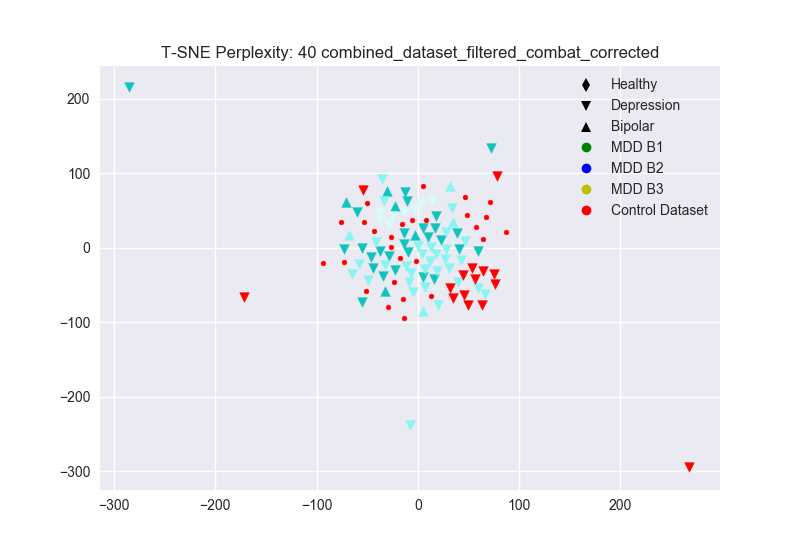 T-SNE Perplexity: 40 combined_dataset_filtered_combat_corrected
Healthy
Depression
Bipolar
MDD B1
MDD B2
MDD B3
Control Dataset
200
100
0
−100
−200
−300
−300
−200
−100
0
100
200